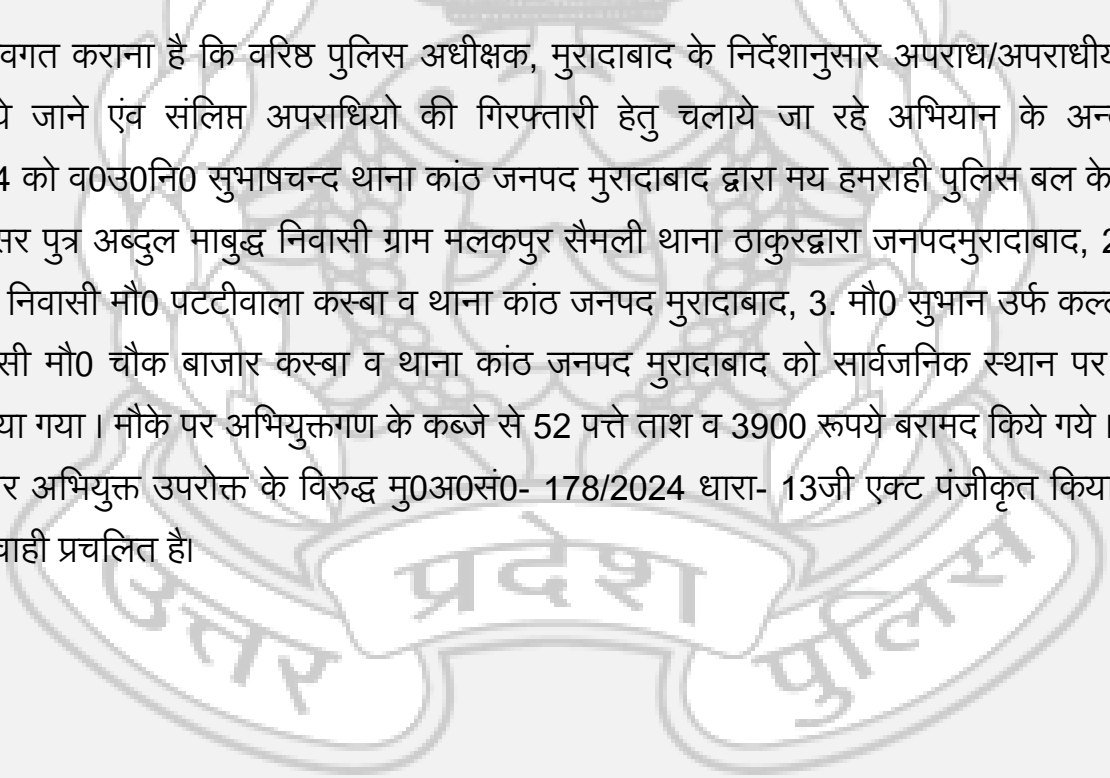 वगत कराना है कि वरिष्ठ पुलिस अधीक्षक, मुरादाबाद के निर्देशानुसार अपराध/अपराधीय
ये जाने एंव संलिप्त अपराधियो की गिरफ्तारी हेतु चलाये जा रहे अभियान के अन्त
4 को व0उ0नि0 सुभाषचन्द थाना कांठ जनपद मुरादाबाद द्वारा मय हमराही पुलिस बल के
सर पुत्र अब्दुल माबुद्ध निवासी ग्राम मलकपुर सैमली थाना ठाकुरद्वारा जनपदमुरादाबाद, 2
निवासी मौ0 पटटीवाला कस्बा व थाना कांठ जनपद मुरादाबाद, 3. मौ0 सुभान उर्फ कल्ल
सी मौ0 चौक बाजार कस्बा व थाना कांठ जनपद मुरादाबाद को सार्वजनिक स्थान पर
या गया । मौके पर अभियुक्तगण के कब्जे से 52 पत्ते ताश व 3900 रूपये बरामद किये गये ।
र अभियुक्त उपरोक्त के विरुद्ध मु0अ0सं0- 178/2024 धारा- 13जी एक्ट पंजीकृत किया
वाही प्रचलित है।
उत्तर प्रदेश पुलिस